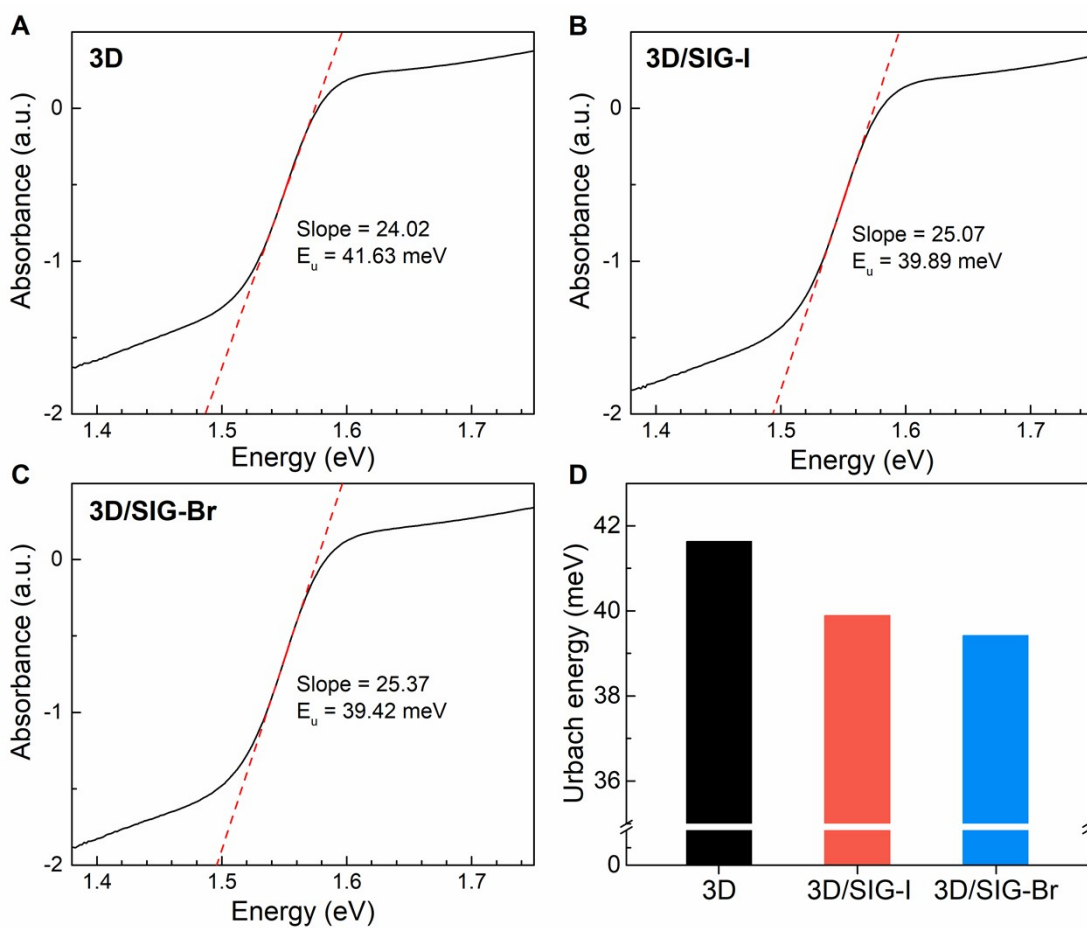 A
3D
Absorbance (a.u.)
0
-1
-2
Slope = 24.02
Eu = 41.63 meV
1.4 1.5 1.6 1.7
Energy (eV)
B
3D/SIG-I
Absorbance (a.u.)
0
-1
-2
Slope = 25.07
Eu = 39.89 meV
1.4 1.5 1.6 1.7
Energy (eV)
C
3D/SIG-Br
Absorbance (a.u.)
0
-1
-2
Slope = 25.37
Eu = 39.42 meV
1.4 1.5 1.6 1.7
Energy (eV)
D
Urbach energy (meV)
42
40
38
36
0
3D 3D/SIG-I 3D/SIG-Br